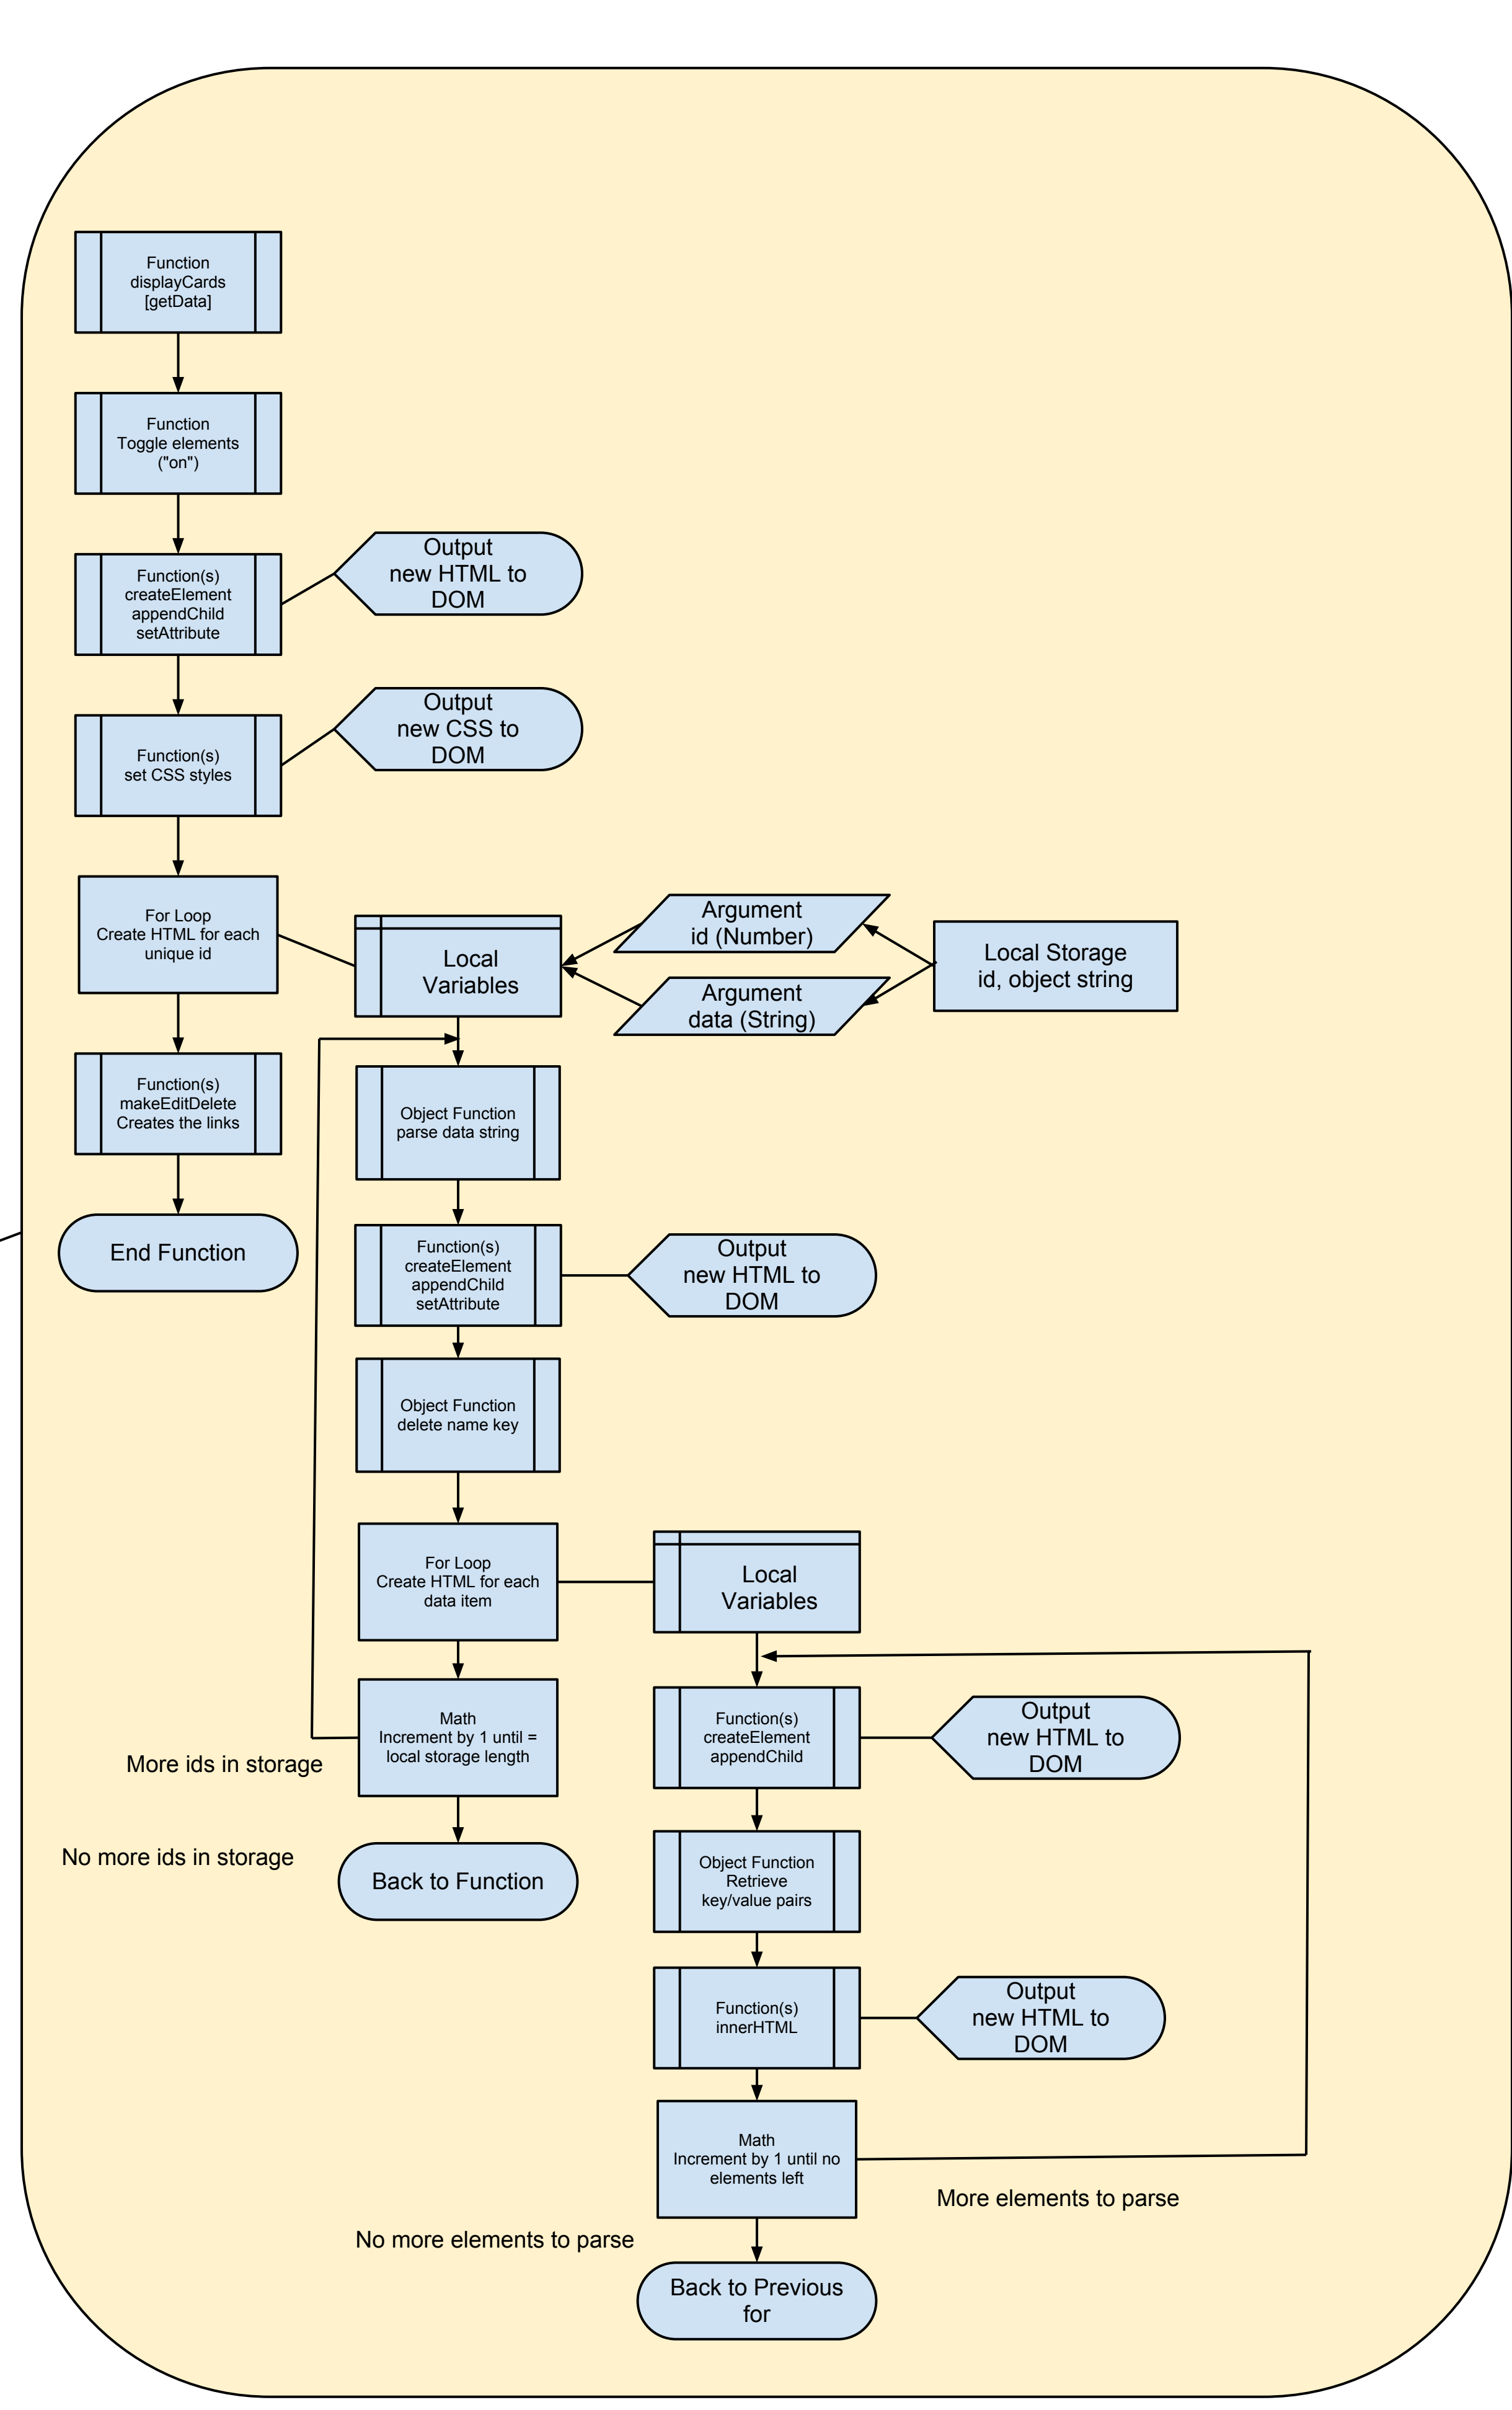 Function
displayCards
[getData]
Function
Toggle elements
("on")
Function(s)
createElement
appendChild
setAttribute
Output
new HTML to
DOM
Function(s)
set CSS styles
Output
new CSS to
DOM
For Loop
Create HTML for each
unique id
Local
Variables
Argument
id (Number)
Argument
data (String)
Local Storage
id, object string
Function(s)
makeEditDelete
Creates the links
End Function
Object Function
parse data string
Function(s)
createElement
appendChild
setAttribute
Output
new HTML to
DOM
Object Function
delete name key
For Loop
Create HTML for each
data item
Local
Variables
Math
Increment by 1 until =
local storage length
More ids in storage
No more ids in storage
Back to Function
Function(s)
createElement
appendChild
Output
new HTML to
DOM
Object Function
Retrieve
key/value pairs
Function(s)
innerHTML
Output
new HTML to
DOM
Math
Increment by 1 until no
elements left
More elements to parse
No more elements to parse
Back to Previous
for